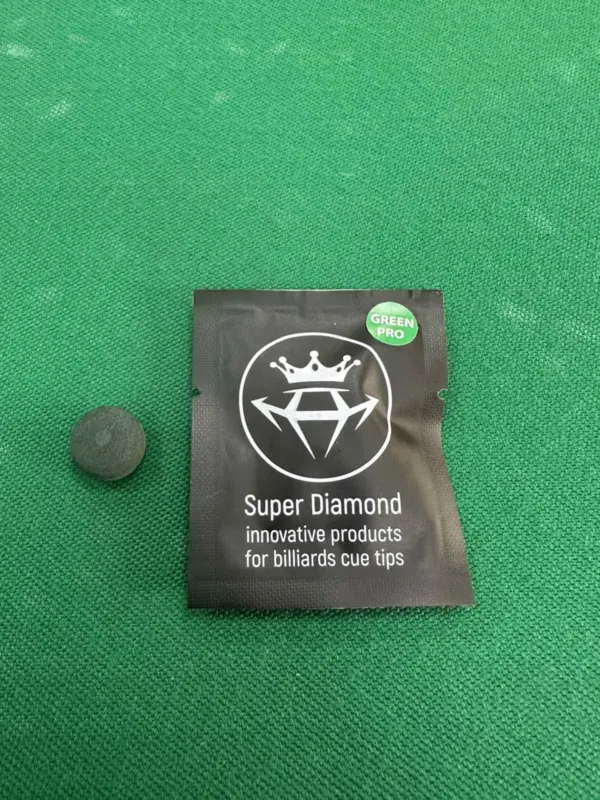 GREEN
PRO
Super Diamond
innovative products
for billiards cue tips